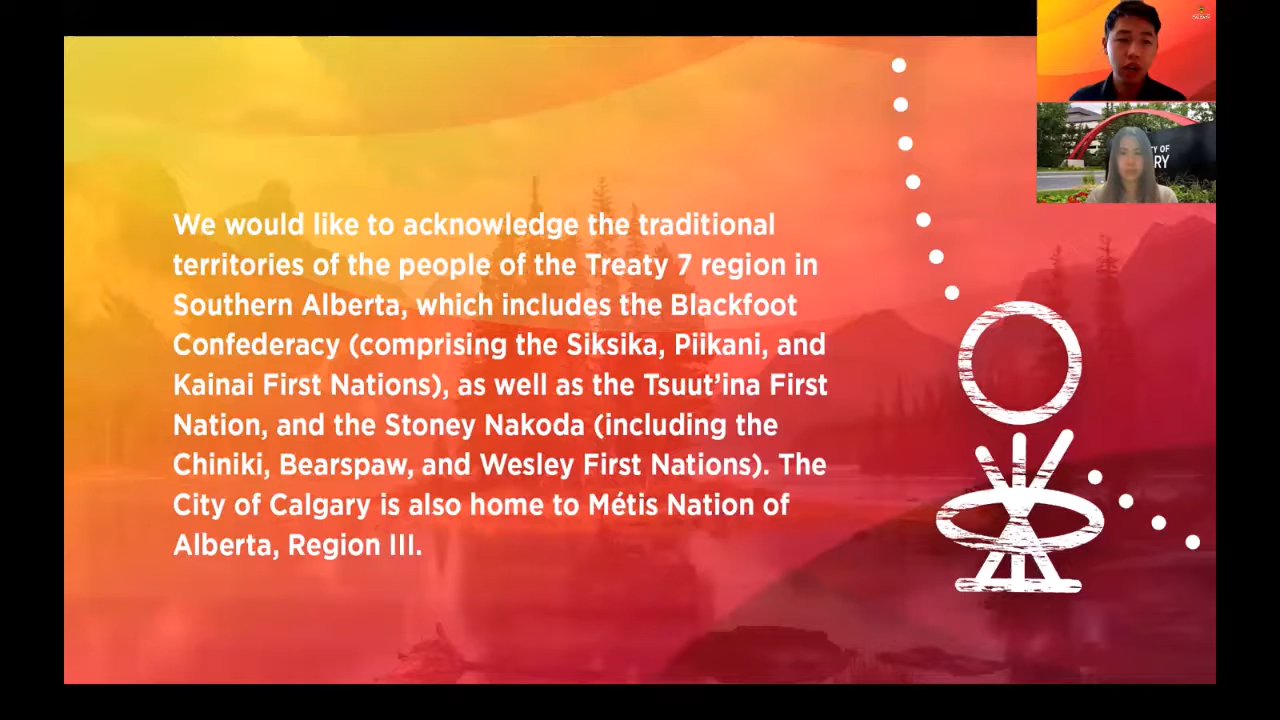 We would like to acknowledge the traditional
territories of the people of the Treaty 7 region in
Southern Alberta, which includes the Blackfoot
Confederacy (comprising the Siksika, Piikani, and
Kainai First Nations), as well as the Tsuut’ina First
Nation, and the Stoney Nakoda (including the
Chiniki, Bearspaw, and Wesley First Nations). The
City of Calgary is also home to Métis Nation of
Alberta, Region III.
TY OF
RY